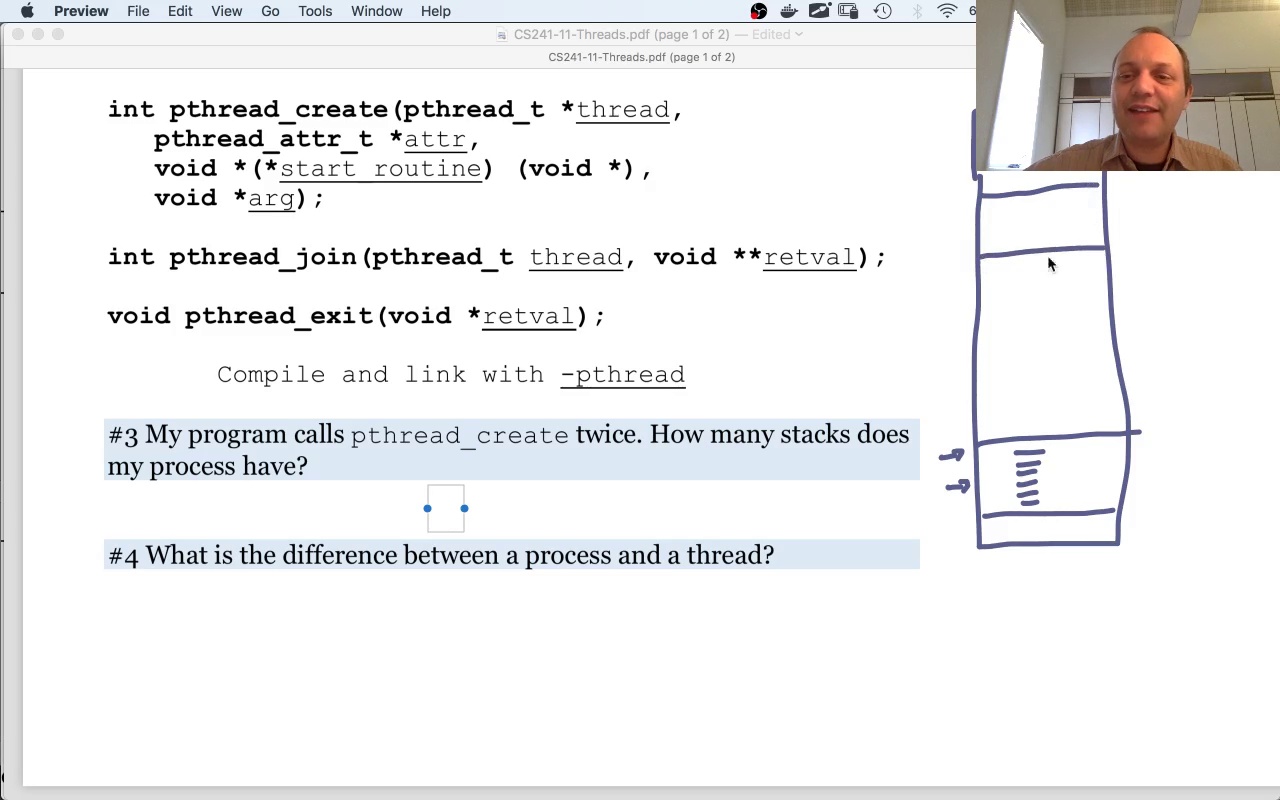 Preview File Edit View Go Tools Window Help 6
CS241-11-Threads.pdf (page 1 of 2) — Edited
CS241-11-Threads.pdf (page 1 of 2)
int pthread_create(pthread_t *thread,
pthread_attr_t *attr,
void *(*start_routine) (void *),
void *arg);
int pthread_join(pthread_t thread, void **retval);
void pthread_exit(void *retval);
Compile and link with -pthread
#3 My program calls pthread_create twice. How many stacks does
my process have?
#4 What is the difference between a process and a thread?